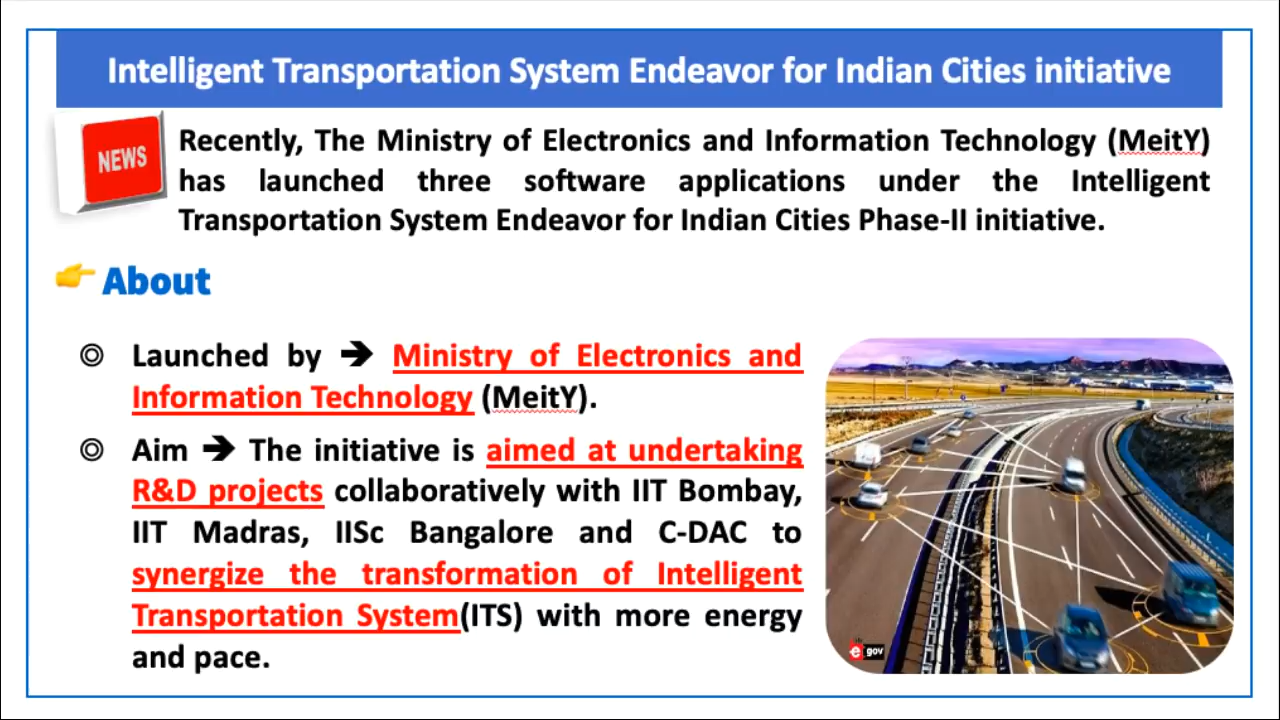 Intelligent Transportation System Endeavor for Indian Cities initiative
NEWS
Recently, The Ministry of Electronics and Information Technology (MeitY)
has launched three software applications under the Intelligent
Transportation System Endeavor for Indian Cities Phase-II initiative.
About
Launched by ➔ Ministry of Electronics and
Information Technology (MeitY).
Aim ➔ The initiative is aimed at undertaking
R&D projects collaboratively with IIT Bombay,
IIT Madras, IISc Bangalore and C-DAC to
synergize the transformation of Intelligent
Transportation System(ITS) with more energy
and pace.
e gov